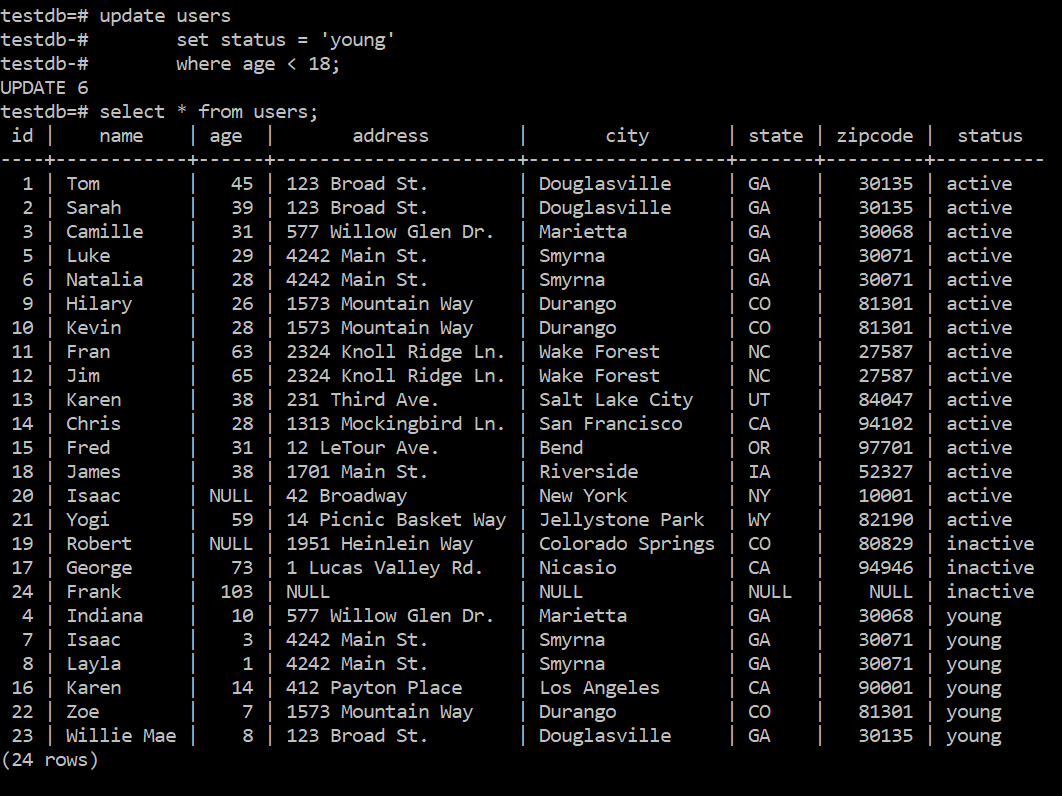 testdb=# update users
testdb-#        set status = 'young'
testdb-#        where age < 18;
UPDATE 6
testdb=# select * from users;
 id |    name    | age  |       address        |       city       | state | zipcode |  status
----+------------+------+----------------------+------------------+-------+---------+----------
  1 | Tom        |   45 | 123 Broad St.        | Douglasville     | GA    |   30135 | active
  2 | Sarah      |   39 | 123 Broad St.        | Douglasville     | GA    |   30135 | active
  3 | Camille    |   31 | 577 Willow Glen Dr.  | Marietta         | GA    |   30068 | active
  5 | Luke       |   29 | 4242 Main St.        | Smyrna           | GA    |   30071 | active
  6 | Natalia    |   28 | 4242 Main St.        | Smyrna           | GA    |   30071 | active
  9 | Hilary     |   26 | 1573 Mountain Way    | Durango          | CO    |   81301 | active
 10 | Kevin      |   28 | 1573 Mountain Way    | Durango          | CO    |   81301 | active
 11 | Fran       |   63 | 2324 Knoll Ridge Ln. | Wake Forest      | NC    |   27587 | active
 12 | Jim        |   65 | 2324 Knoll Ridge Ln. | Wake Forest      | NC    |   27587 | active
 13 | Karen      |   38 | 231 Third Ave.       | Salt Lake City   | UT    |   84047 | active
 14 | Chris      |   28 | 1313 Mockingbird Ln. | San Francisco    | CA    |   94102 | active
 15 | Fred       |   31 | 12 LeTour Ave.       | Bend             | OR    |   97701 | active
 18 | James      |   38 | 1701 Main St.        | Riverside        | IA    |   52327 | active
 20 | Isaac      | NULL | 42 Broadway          | New York         | NY    |   10001 | active
 21 | Yogi       |   59 | 14 Picnic Basket Way | Jellystone Park  | WY    |   82190 | active
 19 | Robert     | NULL | 1951 Heinlein Way    | Colorado Springs | CO    |   80829 | inactive
 17 | George     |   73 | 1 Lucas Valley Rd.   | Nicasio          | CA    |   94946 | inactive
 24 | Frank      |  103 | NULL                 | NULL             | NULL  |    NULL | inactive
  4 | Indiana    |   10 | 577 Willow Glen Dr.  | Marietta         | GA    |   30068 | young
  7 | Isaac      |    3 | 4242 Main St.        | Smyrna           | GA    |   30071 | young
  8 | Layla      |    1 | 4242 Main St.        | Smyrna           | GA    |   30071 | young
 16 | Karen      |   14 | 412 Payton Place     | Los Angeles      | CA    |   90001 | young
 22 | Zoe        |    7 | 1573 Mountain Way    | Durango          | CO    |   81301 | young
 23 | Willie Mae |    8 | 123 Broad St.        | Douglasville     | GA    |   30135 | young
(24 rows)